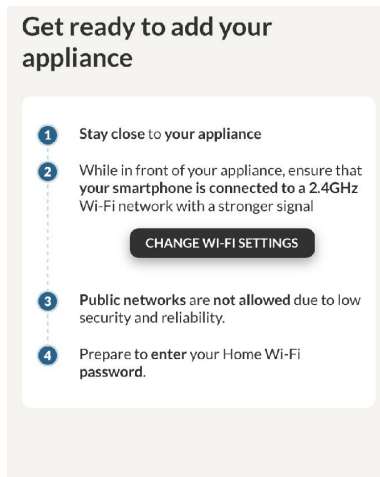 Get ready to add your
appliance
1 Stay close to your appliance
2 While in front of your appliance, ensure that
your smartphone is connected to a 2.4GHz
Wi-Fi network with a stronger signal
CHANGE WI-FI SETTINGS
3 Public networks are not allowed due to low
security and reliability.
4 Prepare to enter your Home Wi-Fi
password.